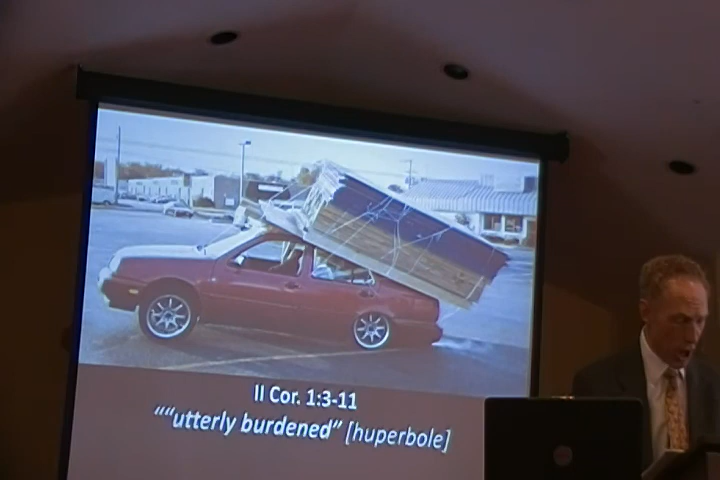 II Cor. 1:3-11
““utterly burdened” [huperbole]